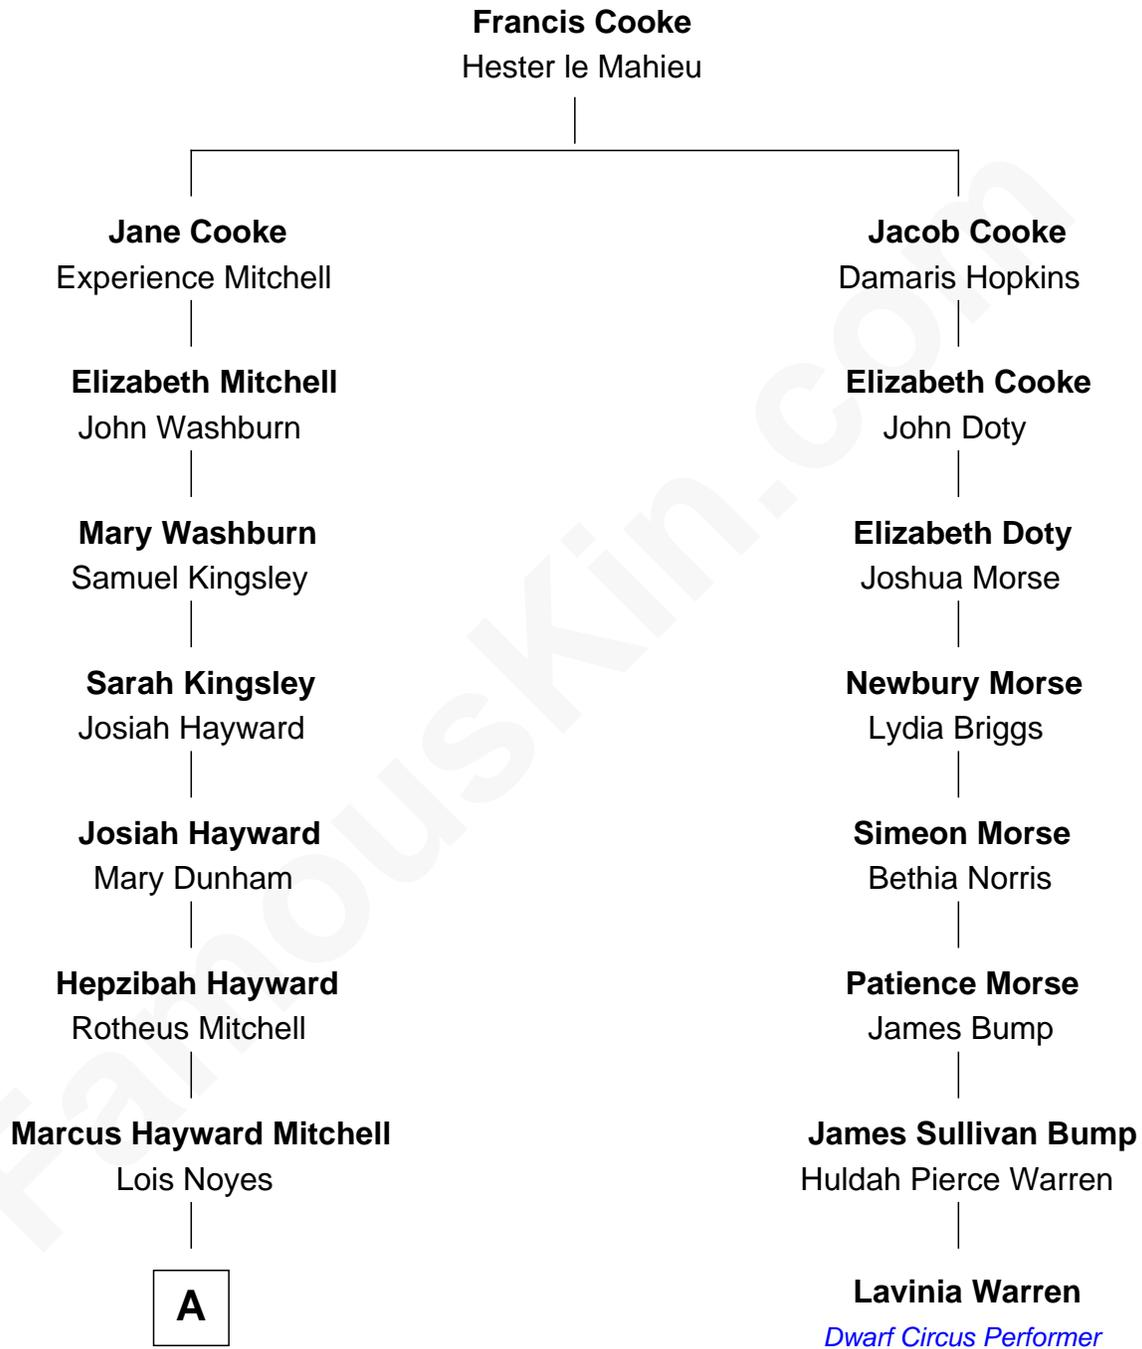 Francis Cooke
Hester le Mahieu
Jane Cooke
Experience Mitchell
Jacob Cooke
Damaris Hopkins
Elizabeth Mitchell
John Washburn
Elizabeth Cooke
John Doty
Mary Washburn
Samuel Kingsley
Elizabeth Doty
Joshua Morse
Sarah Kingsley
Josiah Hayward
Newbury Morse
Lydia Briggs
Josiah Hayward
Mary Dunham
Simeon Morse
Bethia Norris
Hepzibah Hayward
Rotheus Mitchell
Patience Morse
James Bump
Marcus Hayward Mitchell
Lois Noyes
James Sullivan Bump
Huldah Pierce Warren
A
Lavinia Warren
Dwarf Circus Performer
FamousKin.com